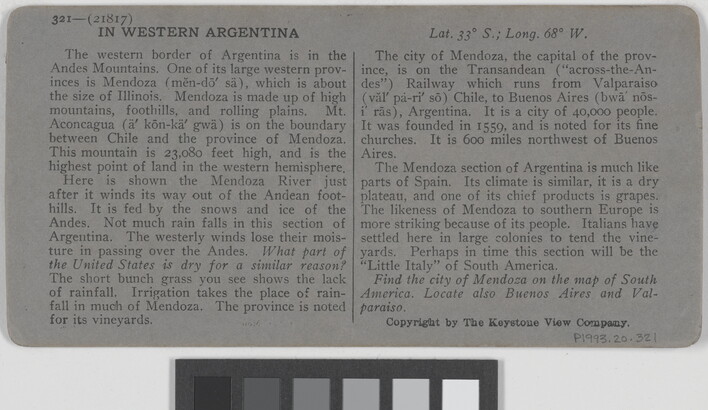 321—(21817)
IN WESTERN ARGENTINA
Lat. 33° S.; Long. 68° W.
The western border of Argentina is in the
Andes Mountains. One of its large western prov-
inces is Mendoza (mĕn-dō′ sä), which is about
the size of Illinois. Mendoza is made up of high
mountains, foothills, and rolling plains. Mt.
Aconcagua (ä′ kōn-kä′ gwä) is on the boundary
between Chile and the province of Mendoza.
This mountain is 23,080 feet high, and is the
highest point of land in the western hemisphere.
Here is shown the Mendoza River just
after it winds its way out of the Andean foot-
hills. It is fed by the snows and ice of the
Andes. Not much rain falls in this section of
Argentina. The westerly winds lose their mois-
ture in passing over the Andes. What part of
the United States is dry for a similar reason?
The short bunch grass you see shows the lack
of rainfall. Irrigation takes the place of rain-
fall in much of Mendoza. The province is noted
for its vineyards.
The city of Mendoza, the capital of the prov-
ince, is on the Transandean ("across-the-An-
des") Railway which runs from Valparaiso
(väl′ pá-rī′ sō) Chile, to Buenos Aires (bwā′ nōs-
ī′ rās), Argentina. It is a city of 40,000 people.
It was founded in 1559, and is noted for its fine
churches. It is 600 miles northwest of Buenos
Aires.
The Mendoza section of Argentina is much like
parts of Spain. Its climate is similar, it is a dry
plateau, and one of its chief products is grapes.
The likeness of Mendoza to southern Europe is
more striking because of its people. Italians have
settled here in large colonies to tend the vine-
yards. Perhaps in time this section will be the
"Little Italy" of South America.
Find the city of Mendoza on the map of South
America. Locate also Buenos Aires and Val-
paraiso.
Copyright by The Keystone View Company.
P1993.20.321